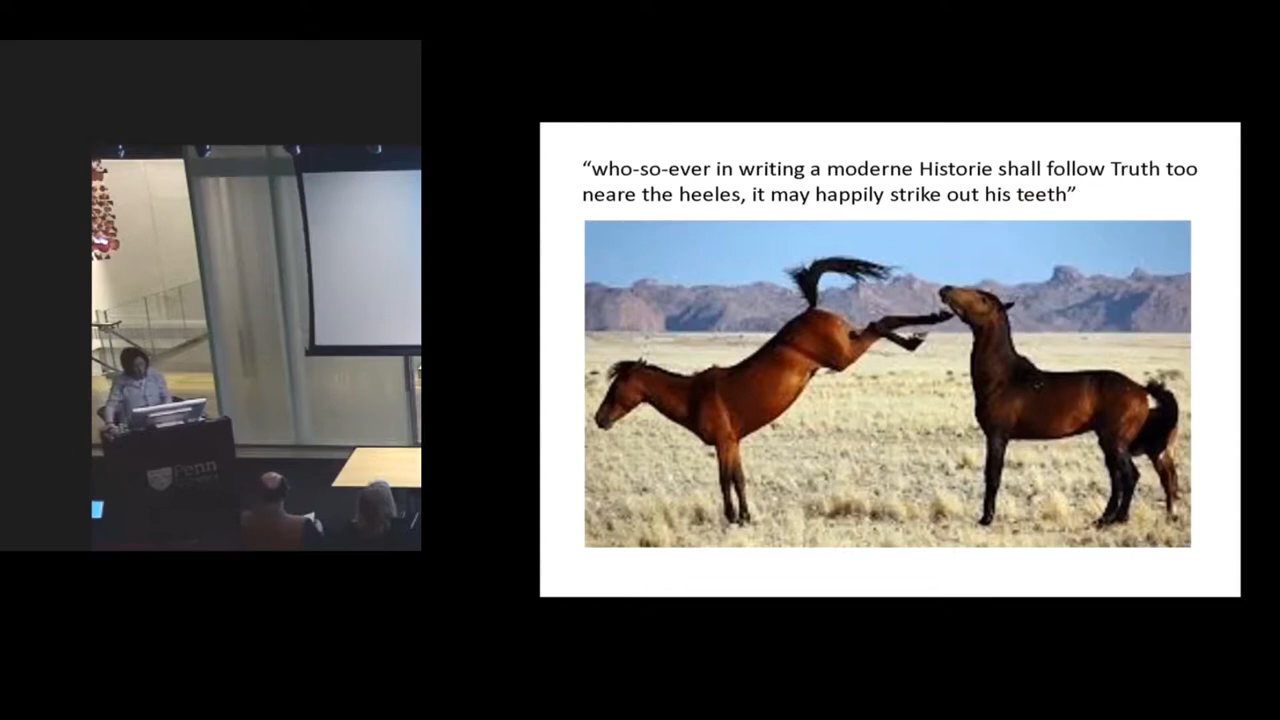 “who-so-ever in writing a moderne Historie shall follow Truth too
neare the heeles, it may happily strike out his teeth”
Penn